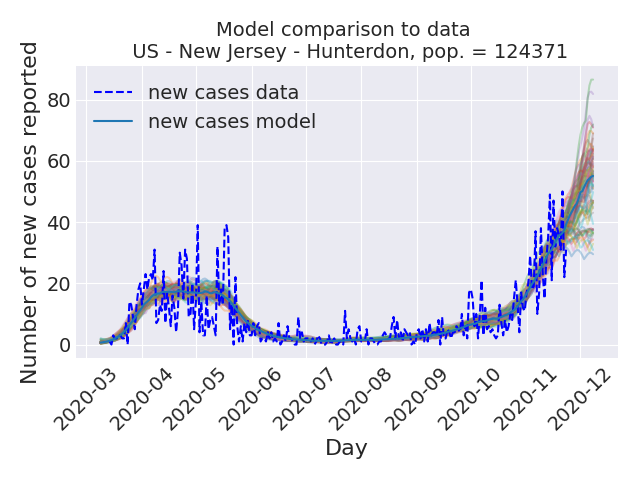 Model comparison to data
US - New Jersey - Hunterdon, pop. = 124371
Number of new cases reported
80
60
40
20
0
new cases data
new cases model
2020-03
2020-04
2020-05
2020-06
2020-07
2020-08
2020-09
2020-10
2020-11
2020-12
Day